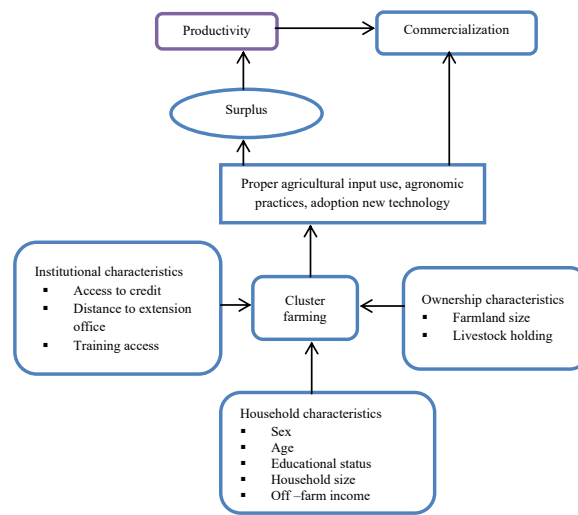 Productivity
Commercialization
Surplus
Proper agricultural input use, agronomic
practices, adoption new technology
Institutional characteristics
▪ Access to credit
▪ Distance to extension
office
▪ Training access
Cluster
farming
Ownership characteristics
▪ Farmland size
▪ Livestock holding
Household characteristics
▪ Sex
▪ Age
▪ Educational status
▪ Household size
▪ Off –farm income